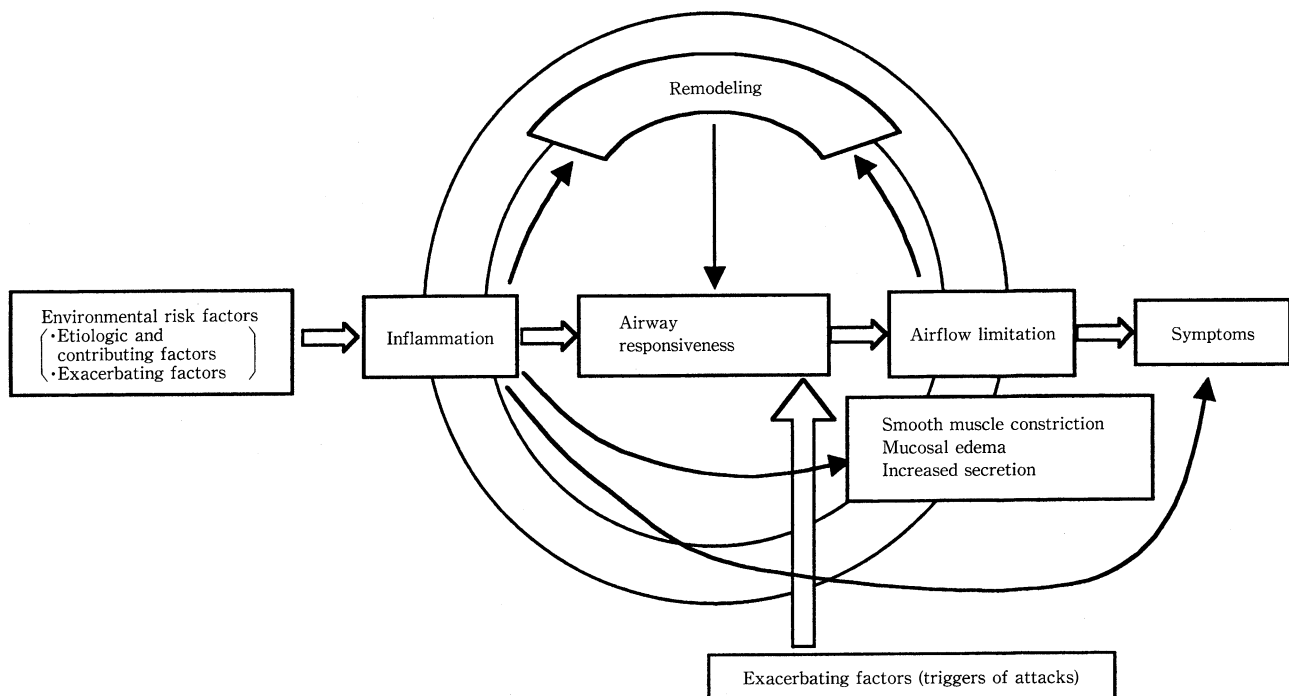 Remodeling
Environmental risk factors
・Etiologic and
contributing factors
・Exacerbating factors
Inflammation
Airway
responsiveness
Airflow limitation
Symptoms
Smooth muscle constriction
Mucosal edema
Increased secretion
Exacerbating factors (triggers of attacks)